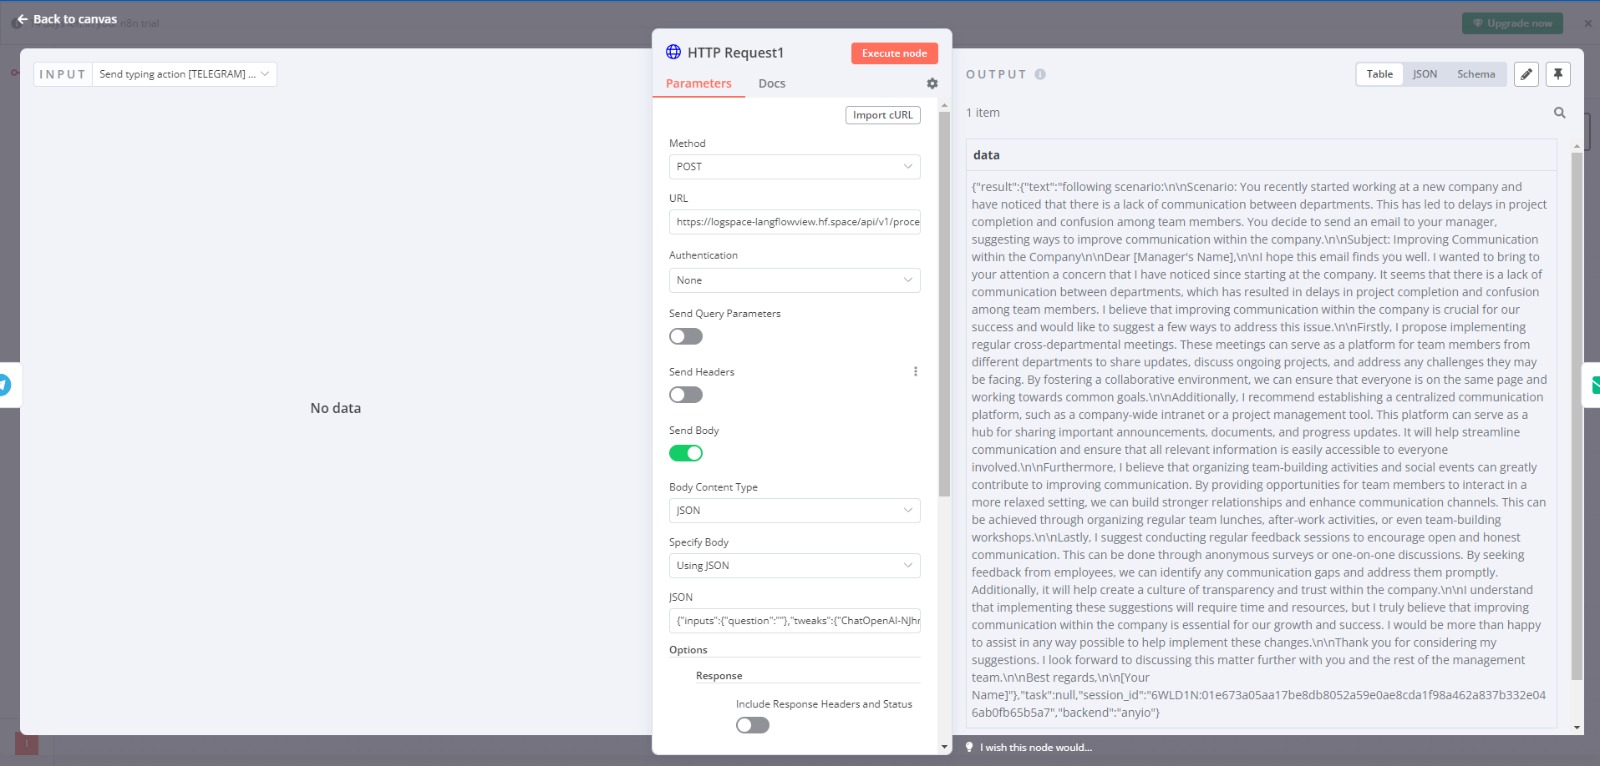 Back to canvas
n8n trial
Upgrade now
INPUT
Send typing action [TELEGRAM] ...
No data
HTTP Request1
Execute node
Parameters
Docs
Import cURL
Method
POST
URL
https://logspace-langflowview.hf.space/api/v1/proce
Authentication
None
Send Query Parameters
Send Headers
Send Body
Body Content Type
JSON
Specify Body
Using JSON
JSON
{"inputs":{"question":""},"tweaks":{"ChatOpenAI-NJhr
Options
Response
Include Response Headers and Status
OUTPUT
Table
JSON
Schema
1 item
data
{"result":{"text":"following scenario:\n\nScenario: You recently started working at a new company and
have noticed that there is a lack of communication between departments. This has led to delays in project
completion and confusion among team members. You decide to send an email to your manager,
suggesting ways to improve communication within the company.\n\nSubject: Improving Communication
within the Company\n\nDear [Manager's Name],\n\nI hope this email finds you well. I wanted to bring to
your attention a concern that I have noticed since starting at the company. It seems that there is a lack of
communication between departments, which has resulted in delays in project completion and confusion
among team members. I believe that improving communication within the company is crucial for our
success and would like to suggest a few ways to address this issue.\n\nFirstly, I propose implementing
regular cross-departmental meetings. These meetings can serve as a platform for team members from
different departments to share updates, discuss ongoing projects, and address any challenges they may
be facing. By fostering a collaborative environment, we can ensure that everyone is on the same page and
working towards common goals.\n\nAdditionally, I recommend establishing a centralized communication
platform, such as a company-wide intranet or a project management tool. This platform can serve as a
hub for sharing important announcements, documents, and progress updates. It will help streamline
communication and ensure that all relevant information is easily accessible to everyone
involved.\n\nFurthermore, I believe that organizing team-building activities and social events can greatly
contribute to improving communication. By providing opportunities for team members to interact in a
more relaxed setting, we can build stronger relationships and enhance communication channels. This can
be achieved through organizing regular team lunches, after-work activities, or even team-building
workshops.\n\nLastly, I suggest conducting regular feedback sessions to encourage open and honest
communication. This can be done through anonymous surveys or one-on-one discussions. By seeking
feedback from employees, we can identify any communication gaps and address them promptly.
Additionally, it will help create a culture of transparency and trust within the company.\n\nI understand
that implementing these suggestions will require time and resources, but I truly believe that improving
communication within the company is essential for our growth and success. I would be more than happy
to assist in any way possible to help implement these changes.\n\nThank you for considering my
suggestions. I look forward to discussing this matter further with you and the rest of the management
team.\n\nBest regards,\n\n[Your
Name]"},"task":null,"session_id":"6WLD1N:01e673a05aa17be8db8052a59e0ae8cda1f98a462a837b332e04
6ab0fb65b5a7","backend":"anyio"}
I wish this node would...